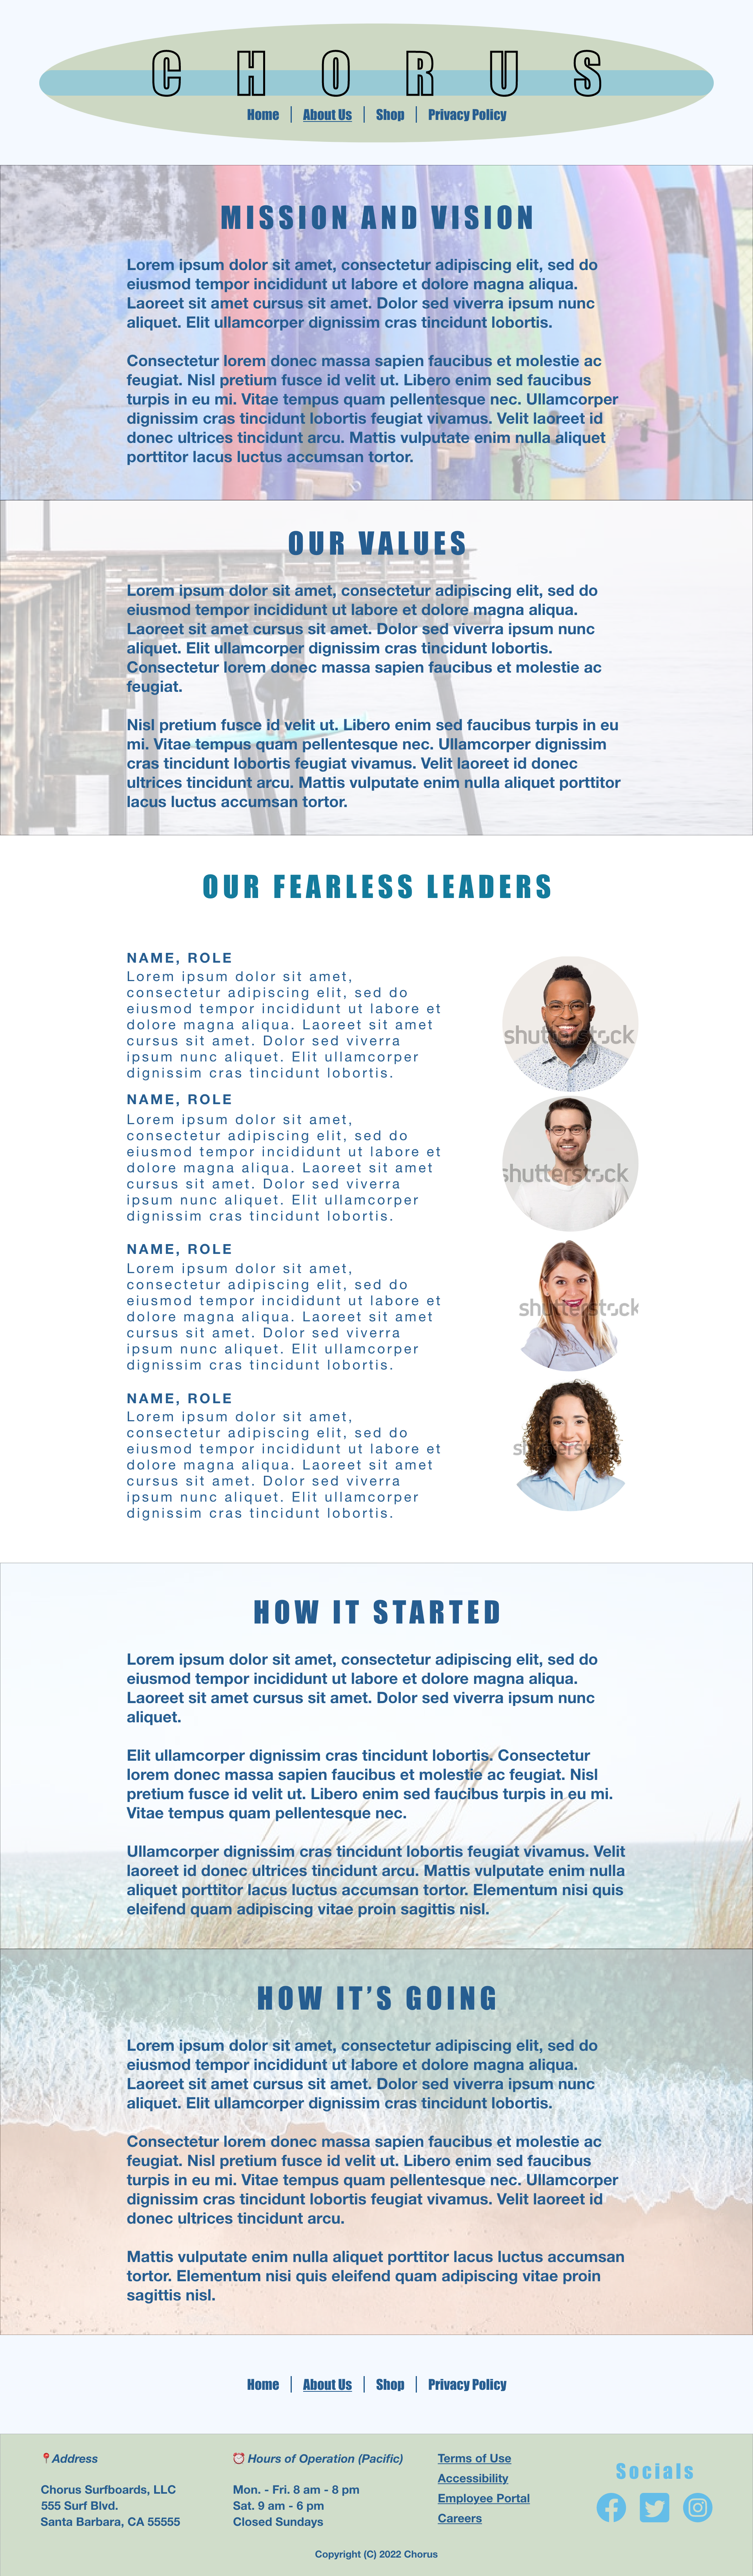 CHORUS
Home | About Us | Shop | Privacy Policy
MISSION AND VISION
Lorem ipsum dolor sit amet, consectetur adipiscing elit, sed do
eiusmod tempor incididunt ut labore et dolore magna aliqua.
Laoreet sit amet cursus sit amet. Dolor sed viverra ipsum nunc
aliquet. Elit ullamcorper dignissim cras tincidunt lobortis.
Consectetur lorem donec massa sapien faucibus et molestie ac
feugiat. Nisl pretium fusce id velit ut. Libero enim sed faucibus
turpis in eu mi. Vitae tempus quam pellentesque nec. Ullamcorper
dignissim cras tincidunt lobortis feugiat vivamus. Velit laoreet id
donec ultrices tincidunt arcu. Mattis vulputate enim nulla aliquet
porttitor lacus luctus accumsan tortor.
OUR VALUES
Lorem ipsum dolor sit amet, consectetur adipiscing elit, sed do
eiusmod tempor incididunt ut labore et dolore magna aliqua.
Laoreet sit amet cursus sit amet. Dolor sed viverra ipsum nunc
aliquet. Elit ullamcorper dignissim cras tincidunt lobortis.
Consectetur lorem donec massa sapien faucibus et molestie ac
feugiat.
Nisl pretium fusce id velit ut. Libero enim sed faucibus turpis in eu
mi. Vitae tempus quam pellentesque nec. Ullamcorper dignissim
cras tincidunt lobortis feugiat vivamus. Velit laoreet id donec
ultrices tincidunt arcu. Mattis vulputate enim nulla aliquet porttitor
lacus luctus accumsan tortor.
OUR FEARLESS LEADERS
NAME, ROLE
Lorem ipsum dolor sit amet,
consectetur adipiscing elit, sed do
eiusmod tempor incididunt ut labore et
dolore magna aliqua. Laoreet sit amet
cursus sit amet. Dolor sed viverra
ipsum nunc aliquet. Elit ullamcorper
dignissim cras tincidunt lobortis.
shutterstock
NAME, ROLE
Lorem ipsum dolor sit amet,
consectetur adipiscing elit, sed do
eiusmod tempor incididunt ut labore et
dolore magna aliqua. Laoreet sit amet
cursus sit amet. Dolor sed viverra
ipsum nunc aliquet. Elit ullamcorper
dignissim cras tincidunt lobortis.
shutterstock
NAME, ROLE
Lorem ipsum dolor sit amet,
consectetur adipiscing elit, sed do
eiusmod tempor incididunt ut labore et
dolore magna aliqua. Laoreet sit amet
cursus sit amet. Dolor sed viverra
ipsum nunc aliquet. Elit ullamcorper
dignissim cras tincidunt lobortis.
shutterstock
NAME, ROLE
Lorem ipsum dolor sit amet,
consectetur adipiscing elit, sed do
eiusmod tempor incididunt ut labore et
dolore magna aliqua. Laoreet sit amet
cursus sit amet. Dolor sed viverra
ipsum nunc aliquet. Elit ullamcorper
dignissim cras tincidunt lobortis.
HOW IT STARTED
Lorem ipsum dolor sit amet, consectetur adipiscing elit, sed do
eiusmod tempor incididunt ut labore et dolore magna aliqua.
Laoreet sit amet cursus sit amet. Dolor sed viverra ipsum nunc
aliquet.
Elit ullamcorper dignissim cras tincidunt lobortis. Consectetur
lorem donec massa sapien faucibus et molestie ac feugiat. Nisl
pretium fusce id velit ut. Libero enim sed faucibus turpis in eu mi.
Vitae tempus quam pellentesque nec.
Ullamcorper dignissim cras tincidunt lobortis feugiat vivamus. Velit
laoreet id donec ultrices tincidunt arcu. Mattis vulputate enim nulla
aliquet porttitor lacus luctus accumsan tortor. Elementum nisi quis
eleifend quam adipiscing vitae proin sagittis nisl.
HOW IT'S GOING
Lorem ipsum dolor sit amet, consectetur adipiscing elit, sed do
eiusmod tempor incididunt ut labore et dolore magna aliqua.
Laoreet sit amet cursus sit amet. Dolor sed viverra ipsum nunc
aliquet. Elit ullamcorper dignissim cras tincidunt lobortis.
Consectetur lorem donec massa sapien faucibus et molestie ac
feugiat. Nisl pretium fusce id velit ut. Libero enim sed faucibus
turpis in eu mi. Vitae tempus quam pellentesque nec. Ullamcorper
dignissim cras tincidunt lobortis feugiat vivamus. Velit laoreet id
donec ultrices tincidunt arcu.
Mattis vulputate enim nulla aliquet porttitor lacus luctus accumsan
tortor. Elementum nisi quis eleifend quam adipiscing vitae proin
sagittis nisl.
Home | About Us | Shop | Privacy Policy
📍Address
Chorus Surfboards, LLC
555 Surf Blvd.
Santa Barbara, CA 55555
⏰ Hours of Operation (Pacific)
Mon. - Fri. 8 am - 8 pm
Sat. 9 am - 6 pm
Closed Sundays
Terms of Use
Accessibility
Employee Portal
Careers
Socials
Copyright (C) 2022 Chorus